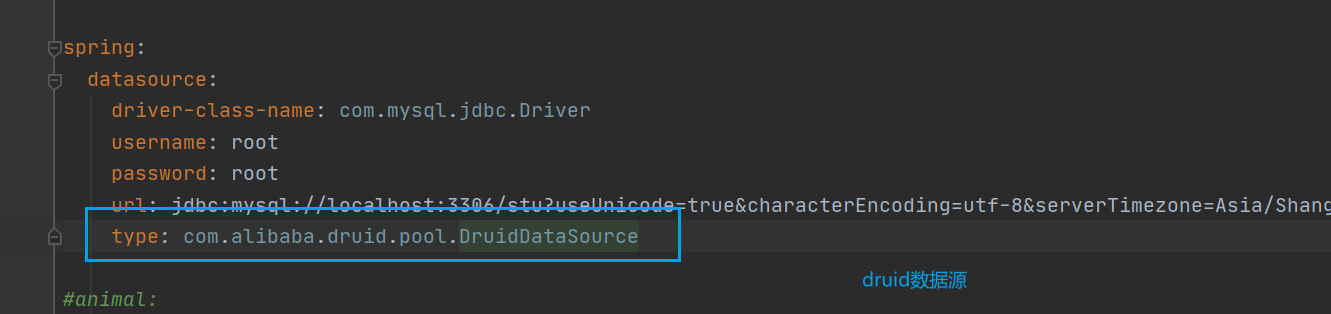 spring:
datasource:
driver-class-name: com.mysql.jdbc.Driver
username: root
password: root
url: jdbc:mysql://localhost:3306/stu?useUnicode=true&characterEncoding=utf-8&serverTimezone=Asia/Shang
type: com.alibaba.druid.pool.DruidDataSource
druid数据源
#animal: